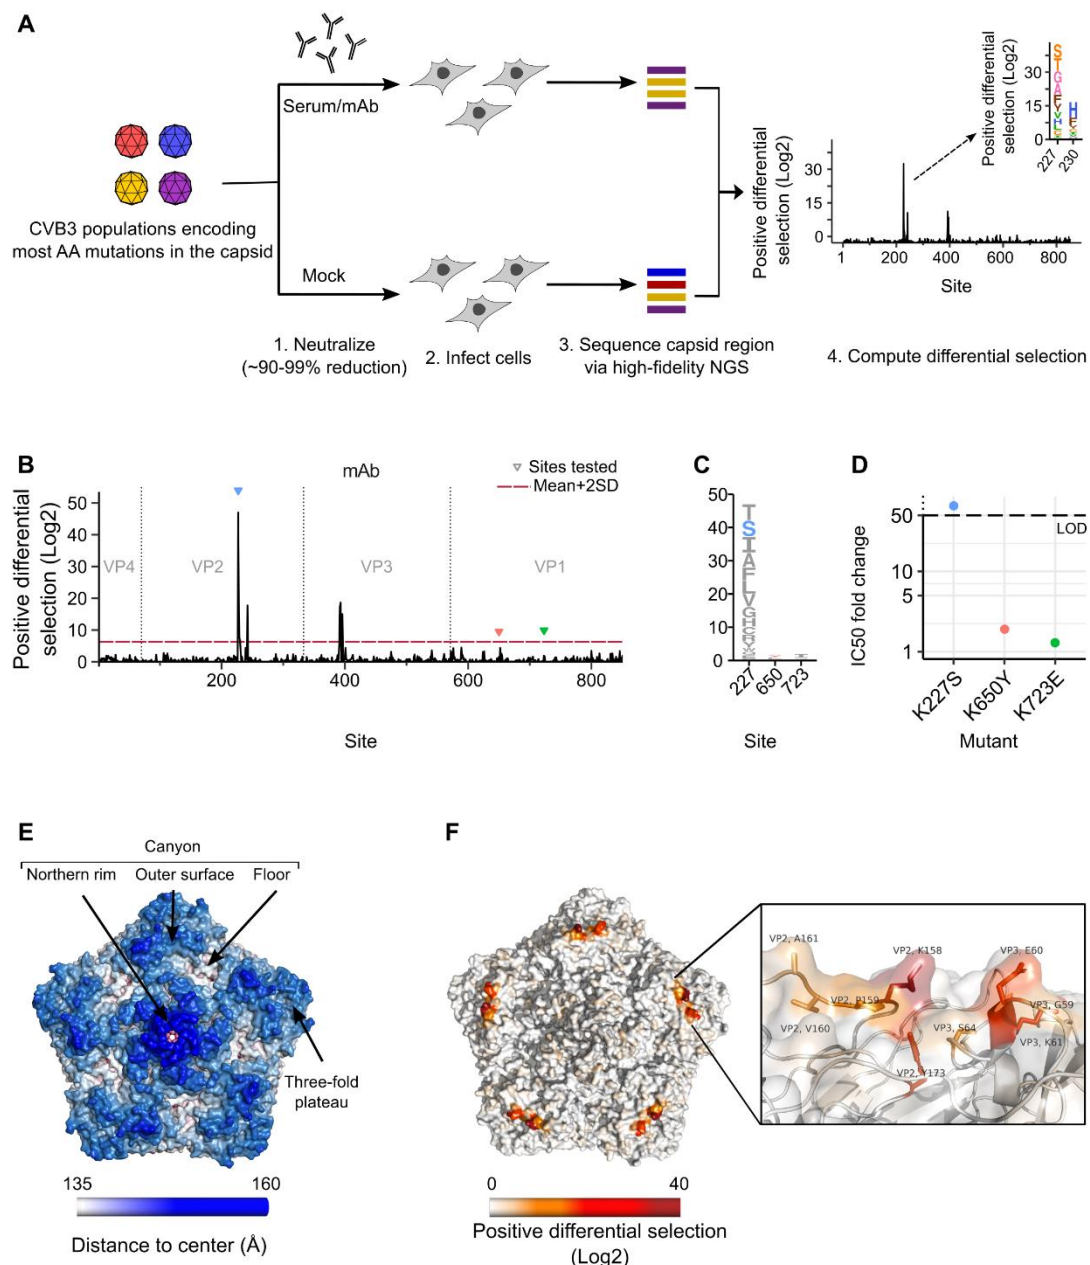 A
Serum/mAb
CVB3 populations encoding
most AA mutations in the capsid
Mock
1. Neutralize
(~90-99% reduction)
2. Infect cells
3. Sequence capsid region
via high-fidelity NGS
4. Compute differential selection
Positive differential
selection (Log2)
30
15
0
1
200
400
600
800
Site
Positive differential
selection (Log2)
30
15
0
S
T
G
A
F
V
227
230
B
mAb
Sites tested
Mean+2SD
Positive differential
selection (Log2)
50
40
30
20
10
0
VP4
VP2
VP3
VP1
200
400
600
800
Site
C
50
40
30
20
10
0
T
S
I
A
F
L
V
G
H
C
227
650
723
Site
D
IC50 fold change
50
10
5
1
LOD
K227S
K650Y
K723E
Mutant
E
Canyon
Northern rim
Outer surface
Floor
Three-fold
plateau
135
160
Distance to center (Å)
F
VP2, A161
VP2, K158
VP3, E60
VP2, P159
VP3, G59
VP2, V160
VP3, S64
VP3, K61
VP2, Y173
0
40
Positive differential selection
(Log2)